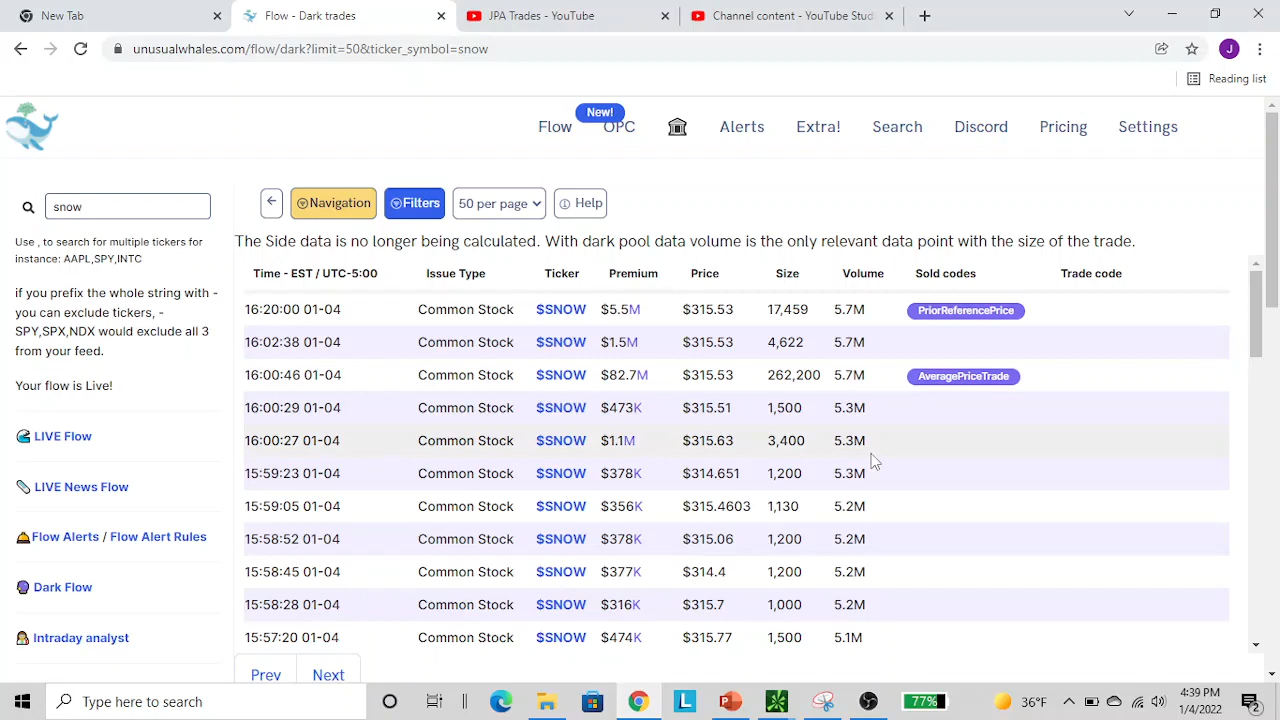 New Tab
Flow - Dark trades
JPA Trades - YouTube
Channel content - YouTube Stud
unusualwhales.com/flow/dark?limit=50&ticker_symbol=snow
J
Reading list
New!
Flow OPC Alerts Extra! Search Discord Pricing Settings
snow
Navigation Filters 50 per page Help
Use , to search for multiple tickers for
instance: AAPL,SPY,INTC
if you prefix the whole string with -
you can exclude tickers, -
SPY,SPX,NDX would exclude all 3
from your feed.
Your flow is Live!
LIVE Flow
LIVE News Flow
Flow Alerts / Flow Alert Rules
Dark Flow
Intraday analyst
The Side data is no longer being calculated. With dark pool data volume is the only relevant data point with the size of the trade.
Time - EST / UTC-5:00 Issue Type Ticker Premium Price Size Volume Sold codes Trade code
16:20:00 01-04 Common Stock $SNOW $5.5M $315.53 17,459 5.7M PriorReferencePrice
16:02:38 01-04 Common Stock $SNOW $1.5M $315.53 4,622 5.7M
16:00:46 01-04 Common Stock $SNOW $82.7M $315.53 262,200 5.7M AveragePriceTrade
16:00:29 01-04 Common Stock $SNOW $473K $315.51 1,500 5.3M
16:00:27 01-04 Common Stock $SNOW $1.1M $315.63 3,400 5.3M
15:59:23 01-04 Common Stock $SNOW $378K $314.651 1,200 5.3M
15:59:05 01-04 Common Stock $SNOW $356K $315.4603 1,130 5.2M
15:58:52 01-04 Common Stock $SNOW $378K $315.06 1,200 5.2M
15:58:45 01-04 Common Stock $SNOW $377K $314.4 1,200 5.2M
15:58:28 01-04 Common Stock $SNOW $316K $315.7 1,000 5.2M
15:57:20 01-04 Common Stock $SNOW $474K $315.77 1,500 5.1M
Prev Next
Type here to search
L
77%
36°F
4:39 PM
1/4/2022
2